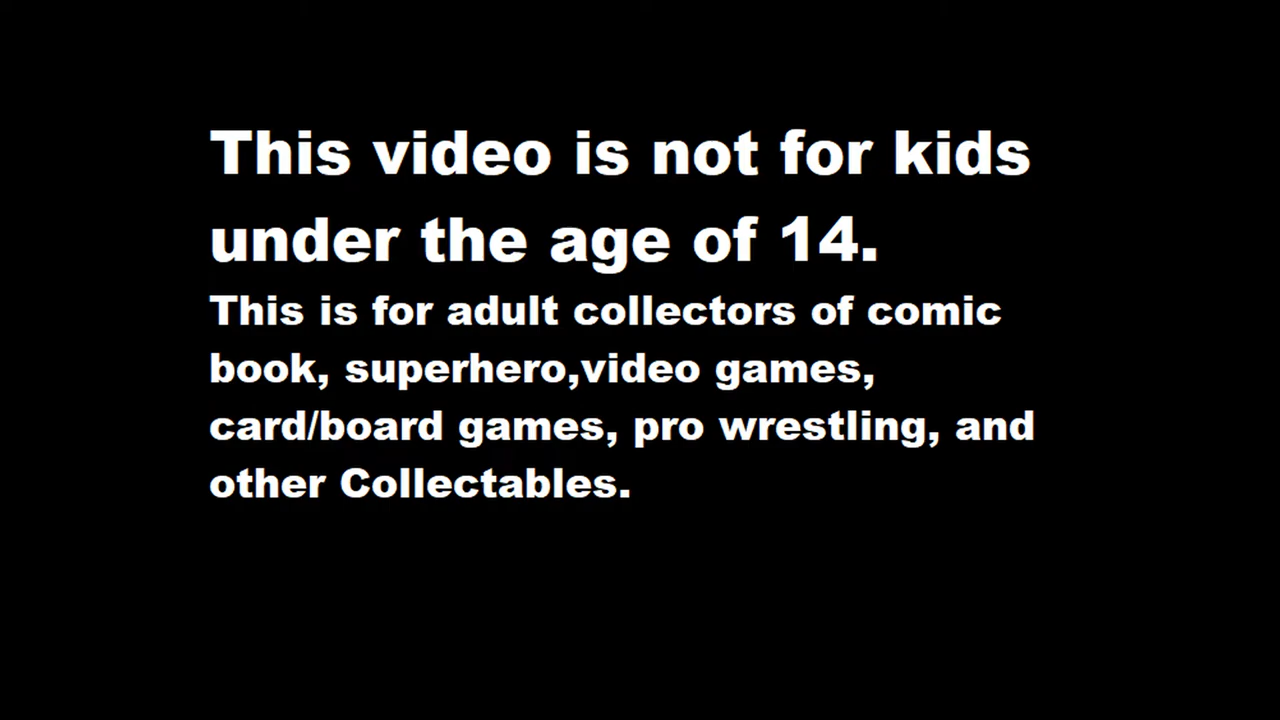 This video is not for kids
under the age of 14.
This is for adult collectors of comic
book, superhero,video games,
card/board games, pro wrestling, and
other Collectables.